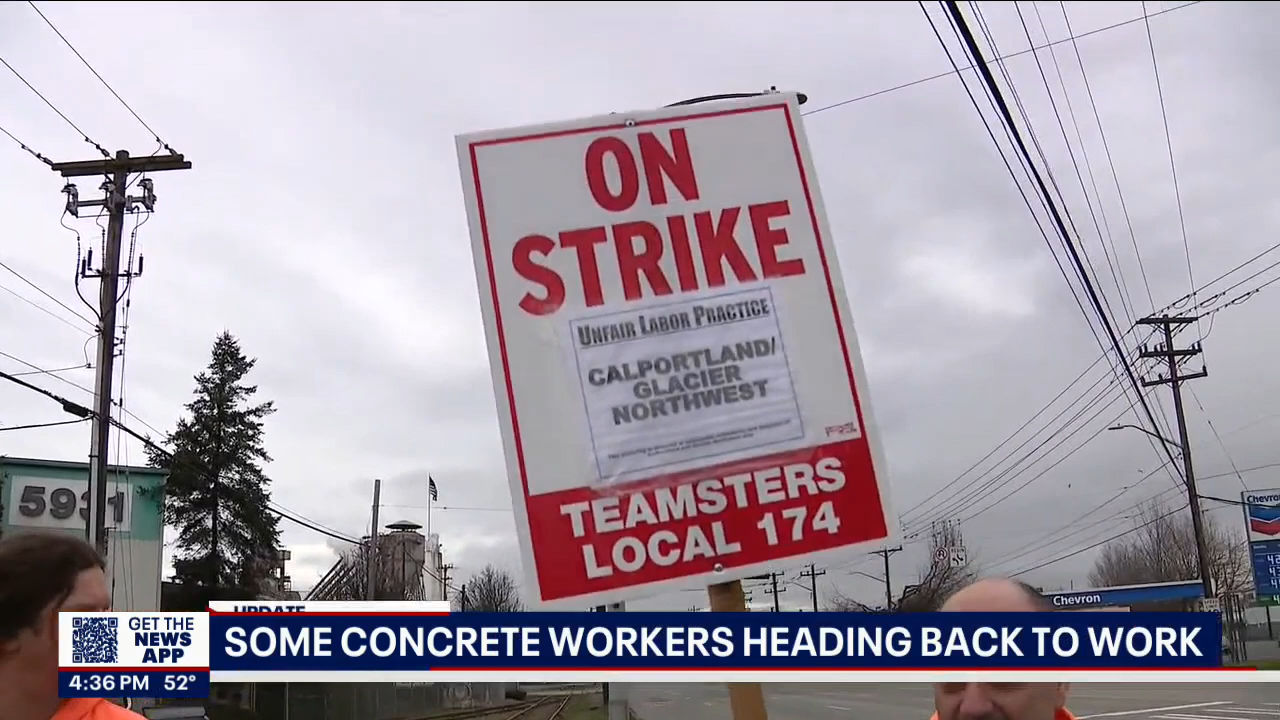 ON
STRIKE
UNFAIR LABOR PRACTICE
CALPORTLAND/
GLACIER
NORTHWEST
TEAMSTERS
LOCAL 174
5931
Chevron
Chevron
UPDATE
GET THE
NEWS
APP
SOME CONCRETE WORKERS HEADING BACK TO WORK
4:36 PM 52°